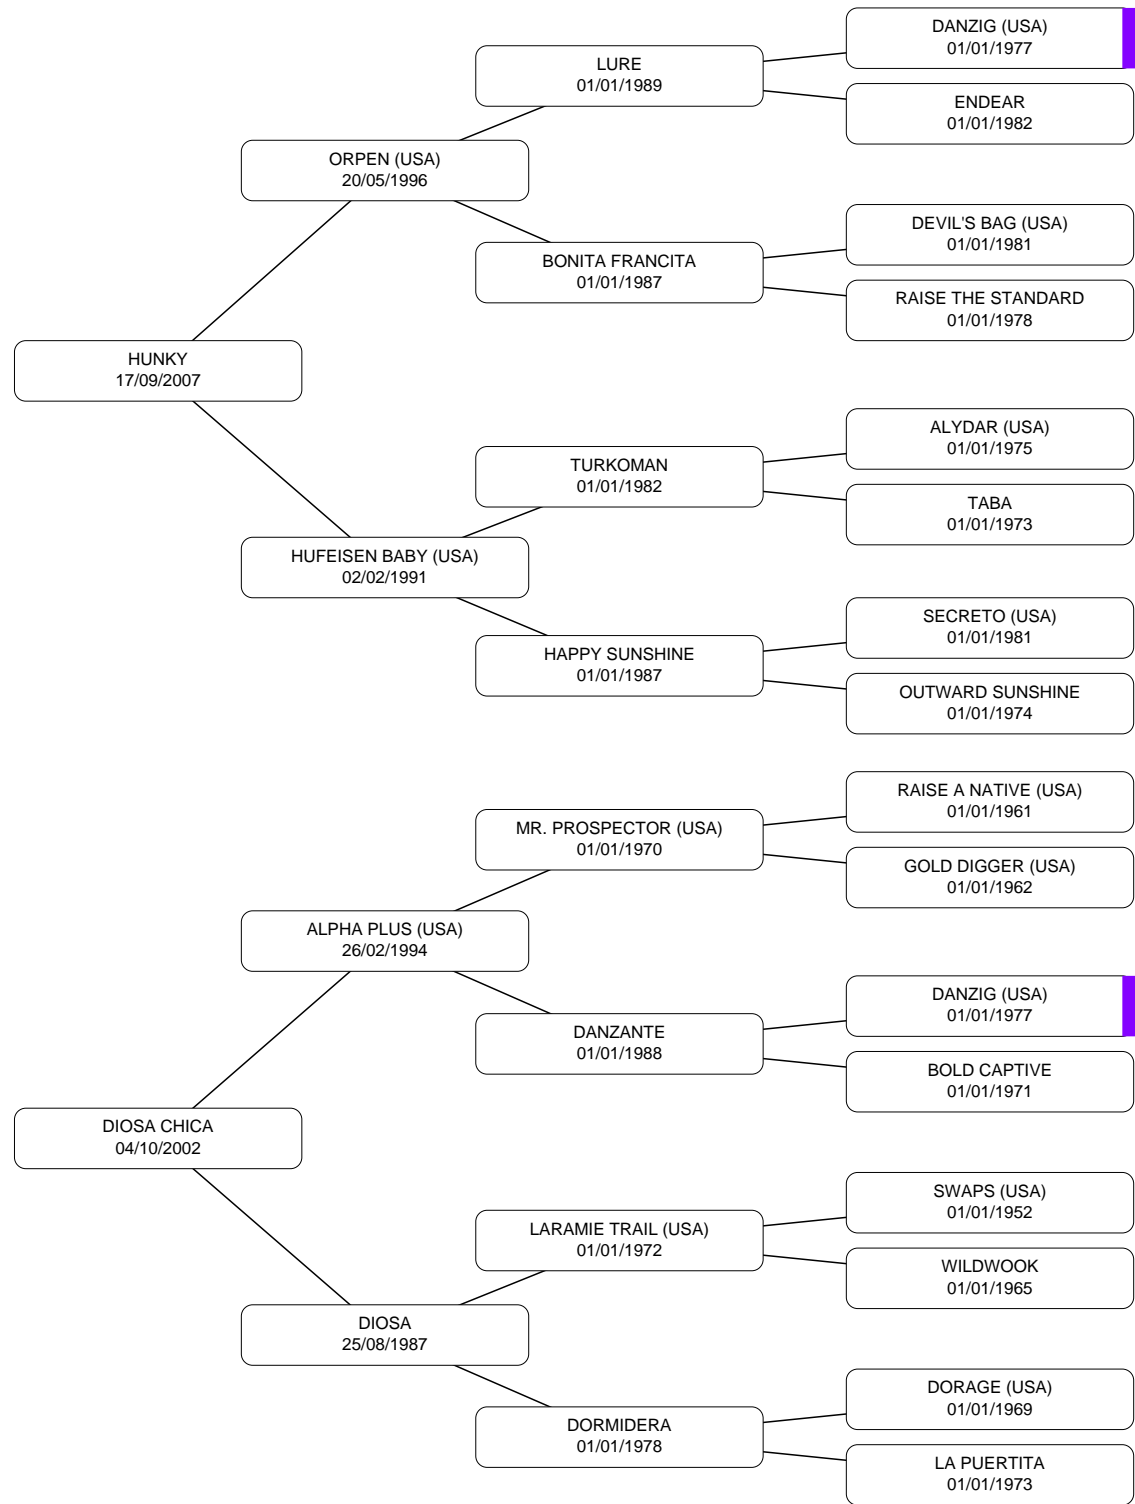 DANZIG (USA)
01/01/1977
LURE
01/01/1989
ENDEAR
01/01/1982
ORPEN (USA)
20/05/1996
DEVIL'S BAG (USA)
01/01/1981
BONITA FRANCITA
01/01/1987
RAISE THE STANDARD
01/01/1978
HUNKY
17/09/2007
ALYDAR (USA)
01/01/1975
TURKOMAN
01/01/1982
TABA
01/01/1973
HUFEISEN BABY (USA)
02/02/1991
SECRETO (USA)
01/01/1981
HAPPY SUNSHINE
01/01/1987
OUTWARD SUNSHINE
01/01/1974
RAISE A NATIVE (USA)
01/01/1961
MR. PROSPECTOR (USA)
01/01/1970
GOLD DIGGER (USA)
01/01/1962
ALPHA PLUS (USA)
26/02/1994
DANZIG (USA)
01/01/1977
DANZANTE
01/01/1988
BOLD CAPTIVE
01/01/1971
DIOSA CHICA
04/10/2002
SWAPS (USA)
01/01/1952
LARAMIE TRAIL (USA)
01/01/1972
WILDWOOK
01/01/1965
DIOSA
25/08/1987
DORAGE (USA)
01/01/1969
DORMIDERA
01/01/1978
LA PUERTITA
01/01/1973